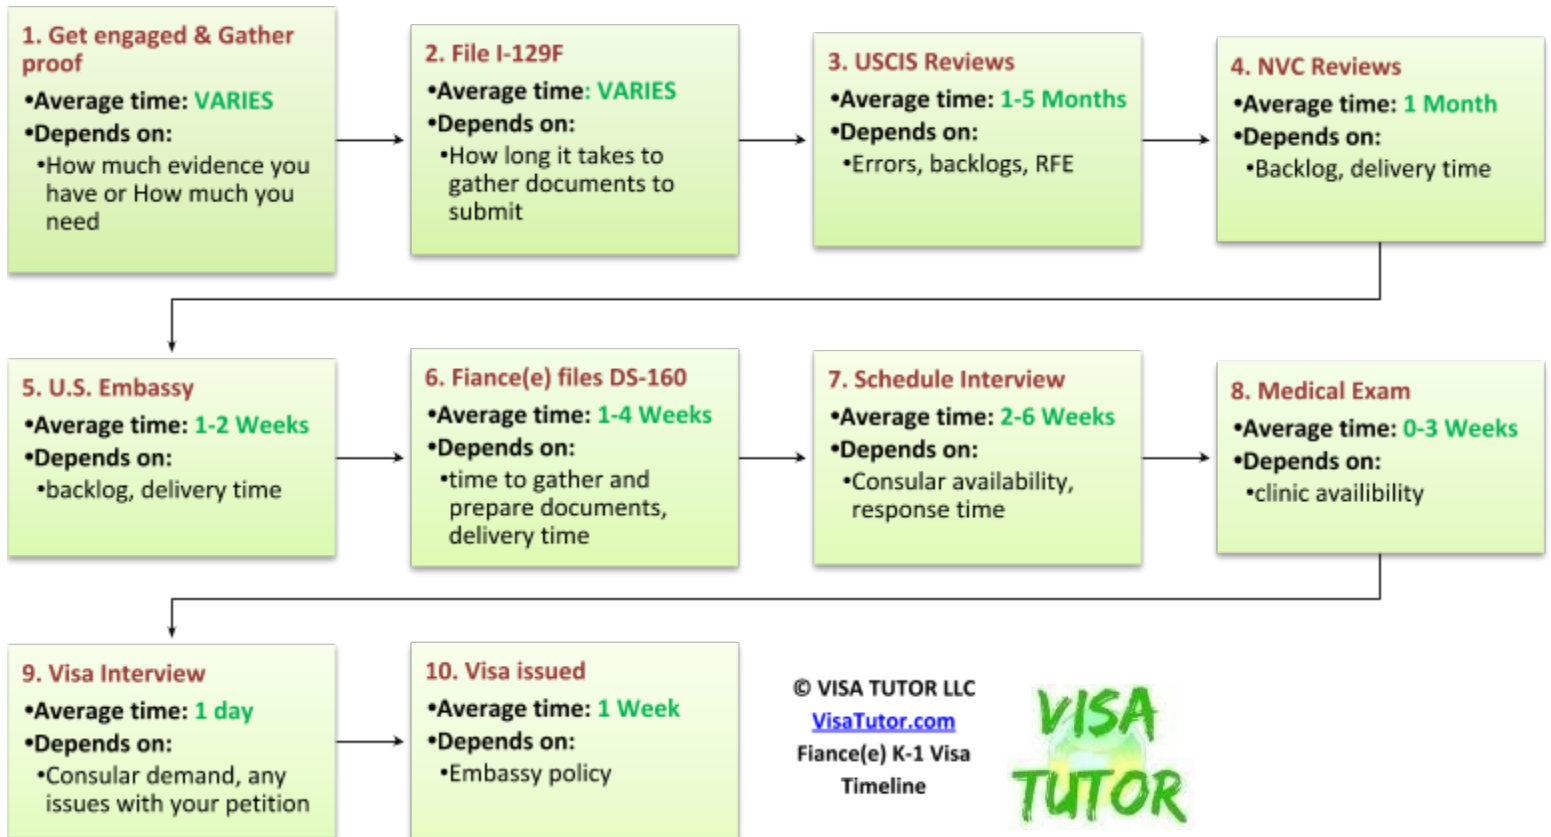 1. Get engaged & Gather
proof
•Average time: VARIES
•Depends on:
•How much evidence you
have or How much you
need
2. File I-129F
•Average time: VARIES
•Depends on:
•How long it takes to
gather documents to
submit
3. USCIS Reviews
•Average time: 1-5 Months
•Depends on:
•Errors, backlogs, RFE
4. NVC Reviews
•Average time: 1 Month
•Depends on:
•Backlog, delivery time
5. U.S. Embassy
•Average time: 1-2 Weeks
•Depends on:
•backlog, delivery time
6. Fiance(e) files DS-160
•Average time: 1-4 Weeks
•Depends on:
•time to gather and
prepare documents,
delivery time
7. Schedule Interview
•Average time: 2-6 Weeks
•Depends on:
•Consular availability,
response time
8. Medical Exam
•Average time: 0-3 Weeks
•Depends on:
•clinic availibility
9. Visa Interview
•Average time: 1 day
•Depends on:
•Consular demand, any
issues with your petition
10. Visa issued
•Average time: 1 Week
•Depends on:
•Embassy policy
© VISA TUTOR LLC
VisaTutor.com
Fiance(e) K-1 Visa
Timeline
VISA
TUTOR